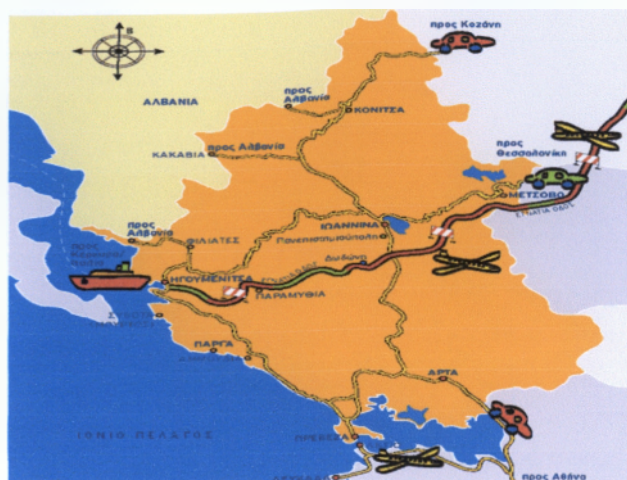 Β
προς Κοζάνη
προς
Αλβανία
ΑΛΒΑΝΙΑ
ΚΟΝΙΤΣΑ
προς Αλβανία
ΚΑΚΑΒΙΑ
προς
Θεσσαλονίκη
ΜΕΤΣΟΒΟ
ΕΓΝΑΤΙΑ ΟΔΟΣ
ΙΩΑΝΝΙΝΑ
Πανεπιστημιούπολη
προς
Αλβανία
ΦΙΛΙΑΤΕΣ
προς
Δωδώνη
ΗΓΟΥΜΕΝΙΤΣΑ
ΠΑΡΑΜΥΘΙΑ
ΠΑΡΓΑ
ΑΡΤΑ
ΙΟΝΙΟ ΠΕΛΑΓΟΣ
ΠΡΕΒΕΖΑ
προς Αθήνα